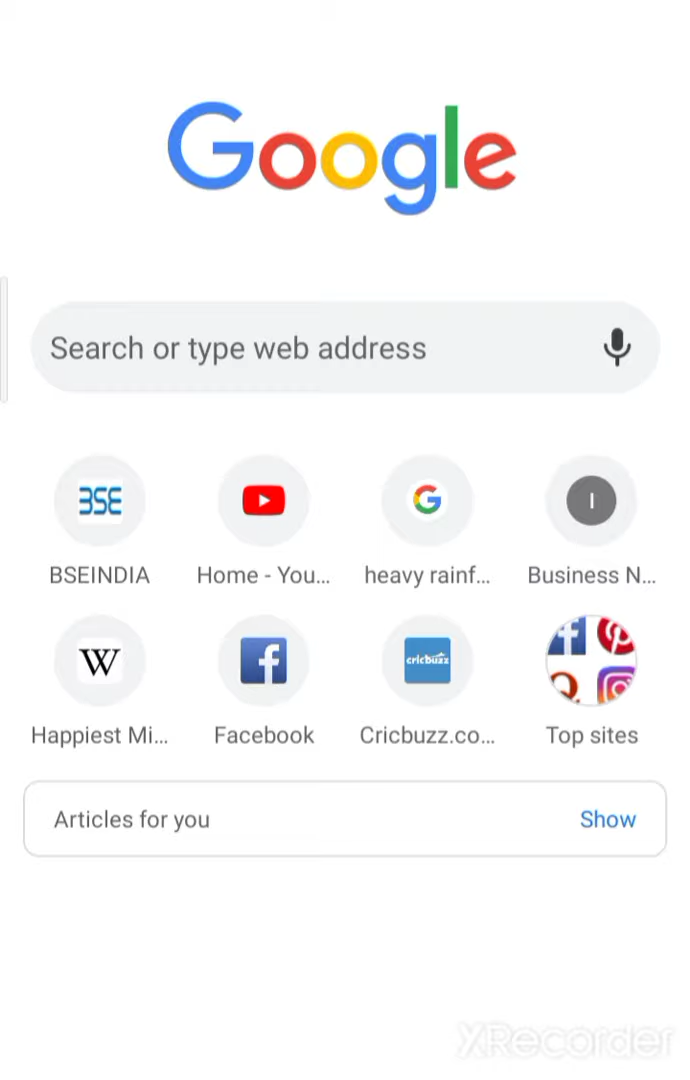 Google
Search or type web address
BSE
I
BSEINDIA
Home - You...
heavy rainf...
Business N...
W
cricbuzz
Happiest Mi...
Facebook
Cricbuzz.co...
Top sites
Articles for you
Show
XRecorder